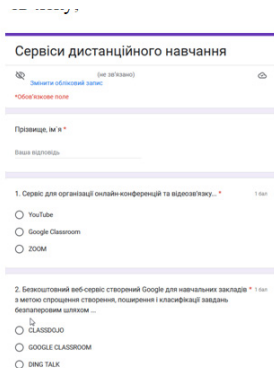 Сервіси дистанційного навчання
(не зв'язано)
Змінити обліковий запис
*Обов'язкове поле
Прізвище, ім'я *
Ваша відповідь
1. Сервіс для організації онлайн-конференцій та відеозв'язку... * 1 бал
YouTube
Google Classroom
ZOOM
2. Безкоштовний веб-сервіс створений Google для навчальних закладів * 1 бал
з метою спрощення створення, поширення і класифікації завдань
безпаперовим шляхом ...
CLASSDOJO
GOOGLE CLASSROOM
DING TALK